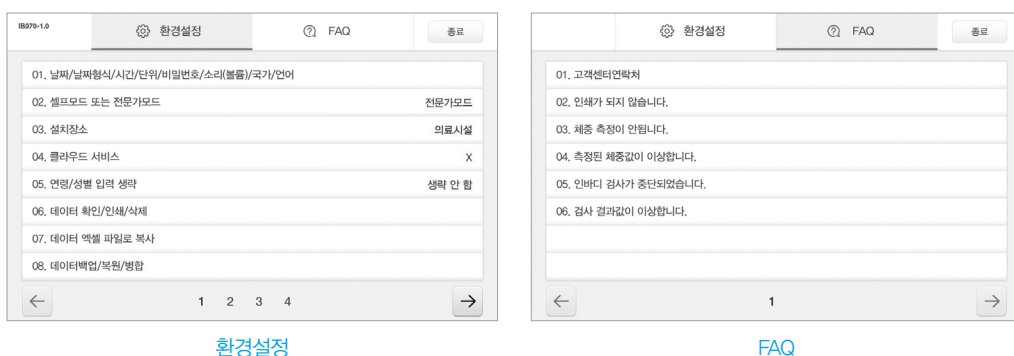 IB970-1.0
환경설정
FAQ
종료
01. 날짜/날짜형식/시간/단위/비밀번호/소리(볼륨)/국가/언어
02. 셀프모드 또는 전문가모드 전문가모드
03. 설치장소 의료시설
04. 클라우드 서비스 X
05. 연령/성별 입력 생략 생략 안 함
06. 데이터 확인/인쇄/삭제
07. 데이터 엑셀 파일로 복사
08. 데이터백업/복원/병합
1 2 3 4
환경설정
환경설정
FAQ
종료
01. 고객센터연락처
02. 인쇄가 되지 않습니다.
03. 체중 측정이 안됩니다.
04. 측정된 체중값이 이상합니다.
05. 인바디 검사가 중단되었습니다.
06. 검사 결과값이 이상합니다.
1
FAQ